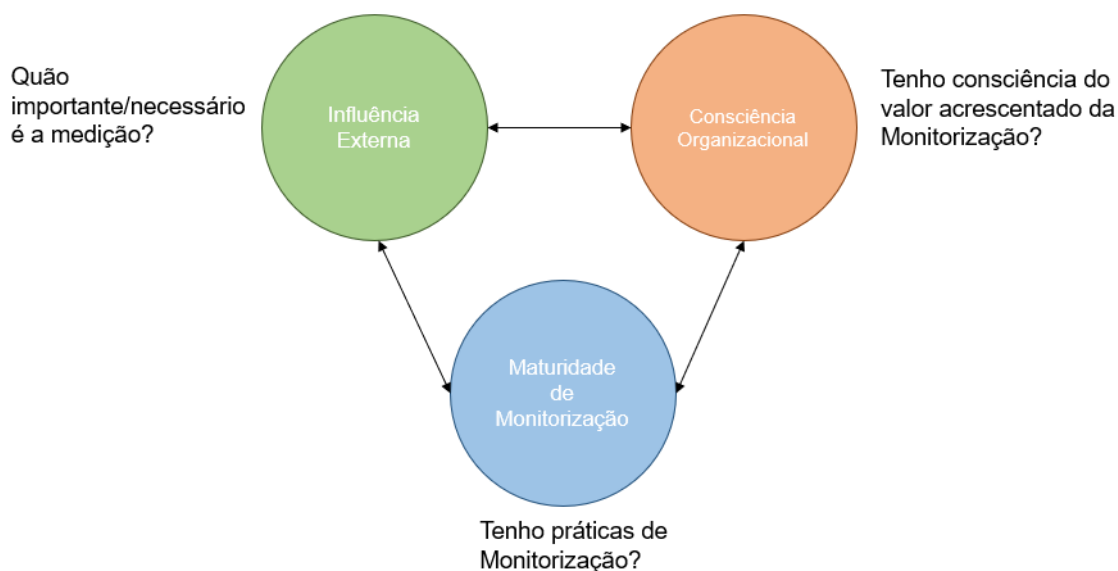 Quão
importante/necessário
é a medição?
Influência
Externa
Consciência
Organizacional
Tenho consciência do
valor acrescentado da
Monitorização?
Maturidade
de
Monitorização
Tenho práticas de
Monitorização?